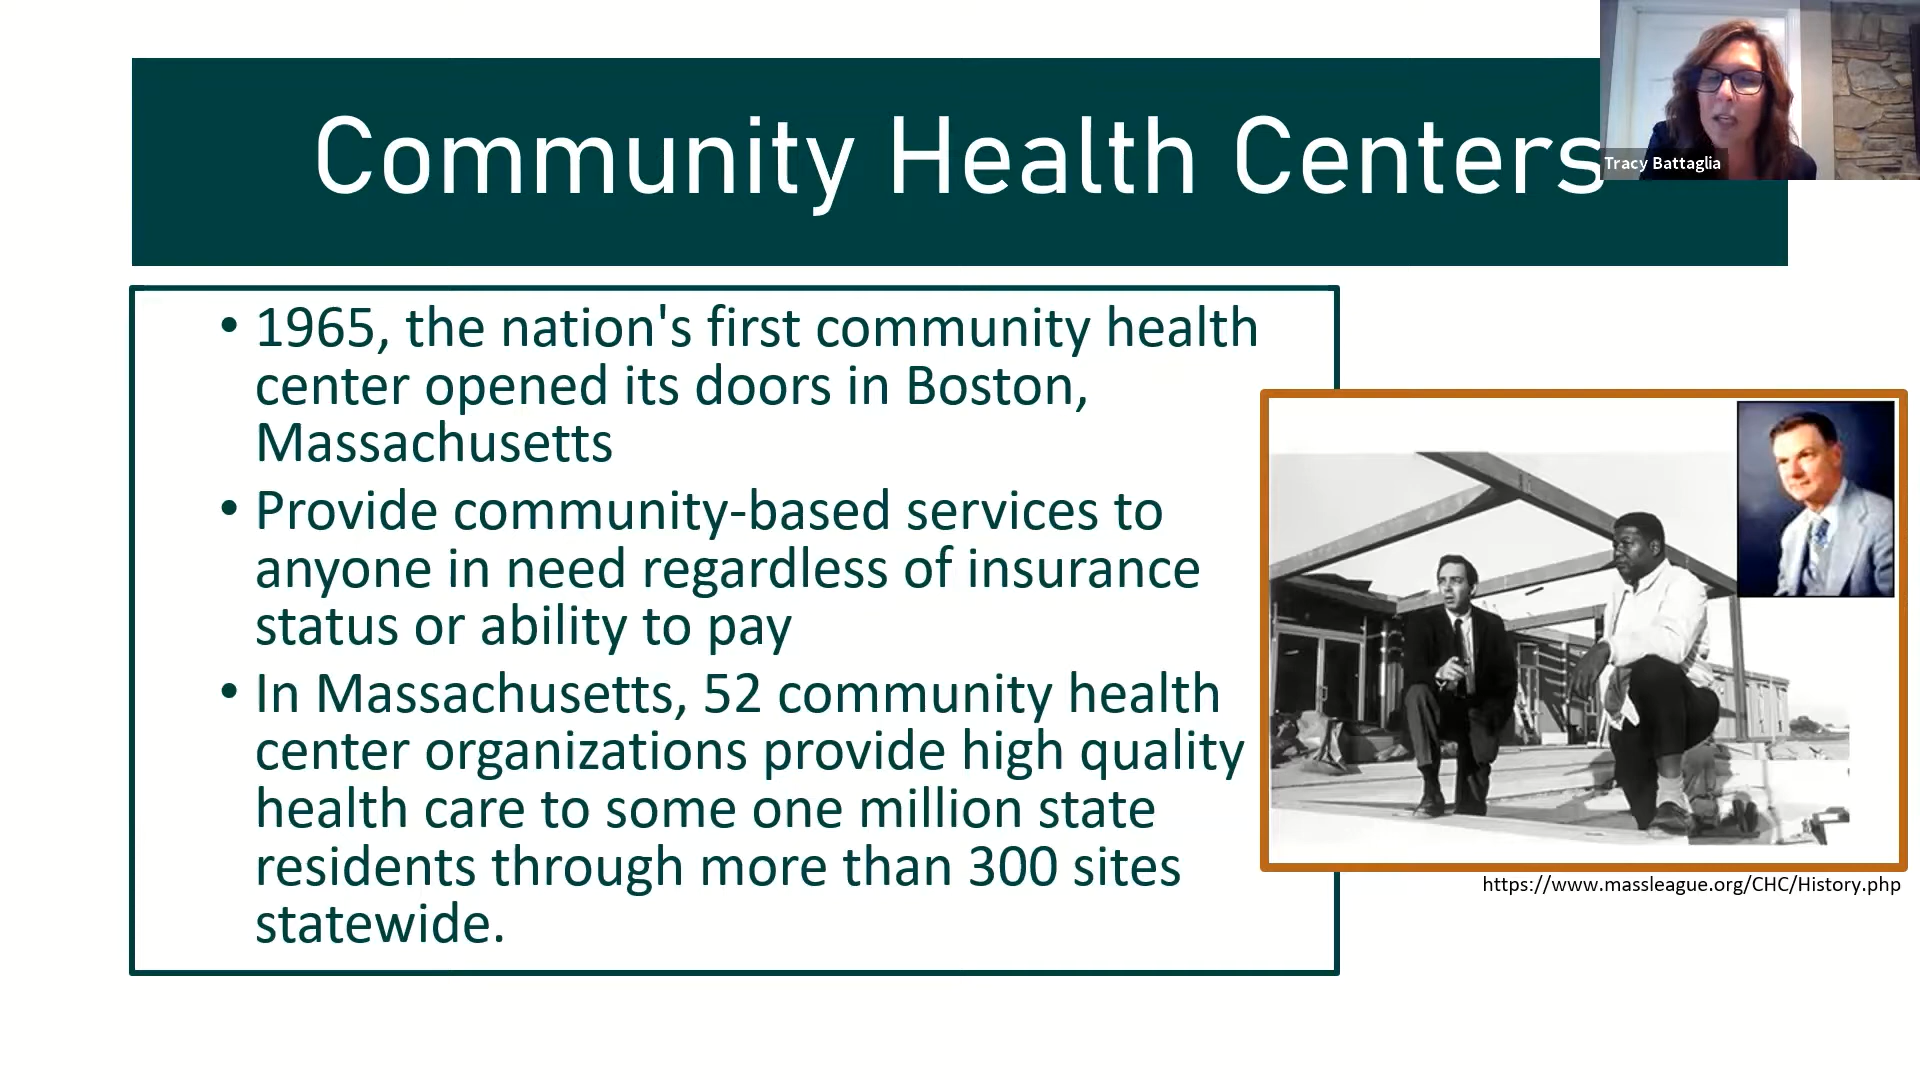 Community Health Centers
Tracy Battaglia
• 1965, the nation's first community health
center opened its doors in Boston,
Massachusetts
• Provide community-based services to
anyone in need regardless of insurance
status or ability to pay
• In Massachusetts, 52 community health
center organizations provide high quality
health care to some one million state
residents through more than 300 sites
statewide.
https://www.massleague.org/CHC/History.php